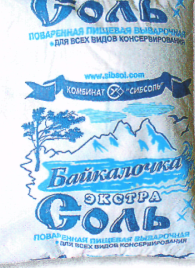 Соль
ПОВАРЕННАЯ ПИЩЕВАЯ ВЫВАРОЧНАЯ
*ДЛЯ ВСЕХ ВИДОВ КОНСЕРВИРОВАНИЯ
www.sibsol.com
КОМБИНАТ "СИБСОЛЬ"
Байкалочка
ЭКСТРА
Соль
ПОВАРЕННАЯ ПИЩЕВАЯ ВЫВАРОЧНАЯ
*ДЛЯ ВСЕХ ВИДОВ КОНСЕРВИРОВАНИЯ